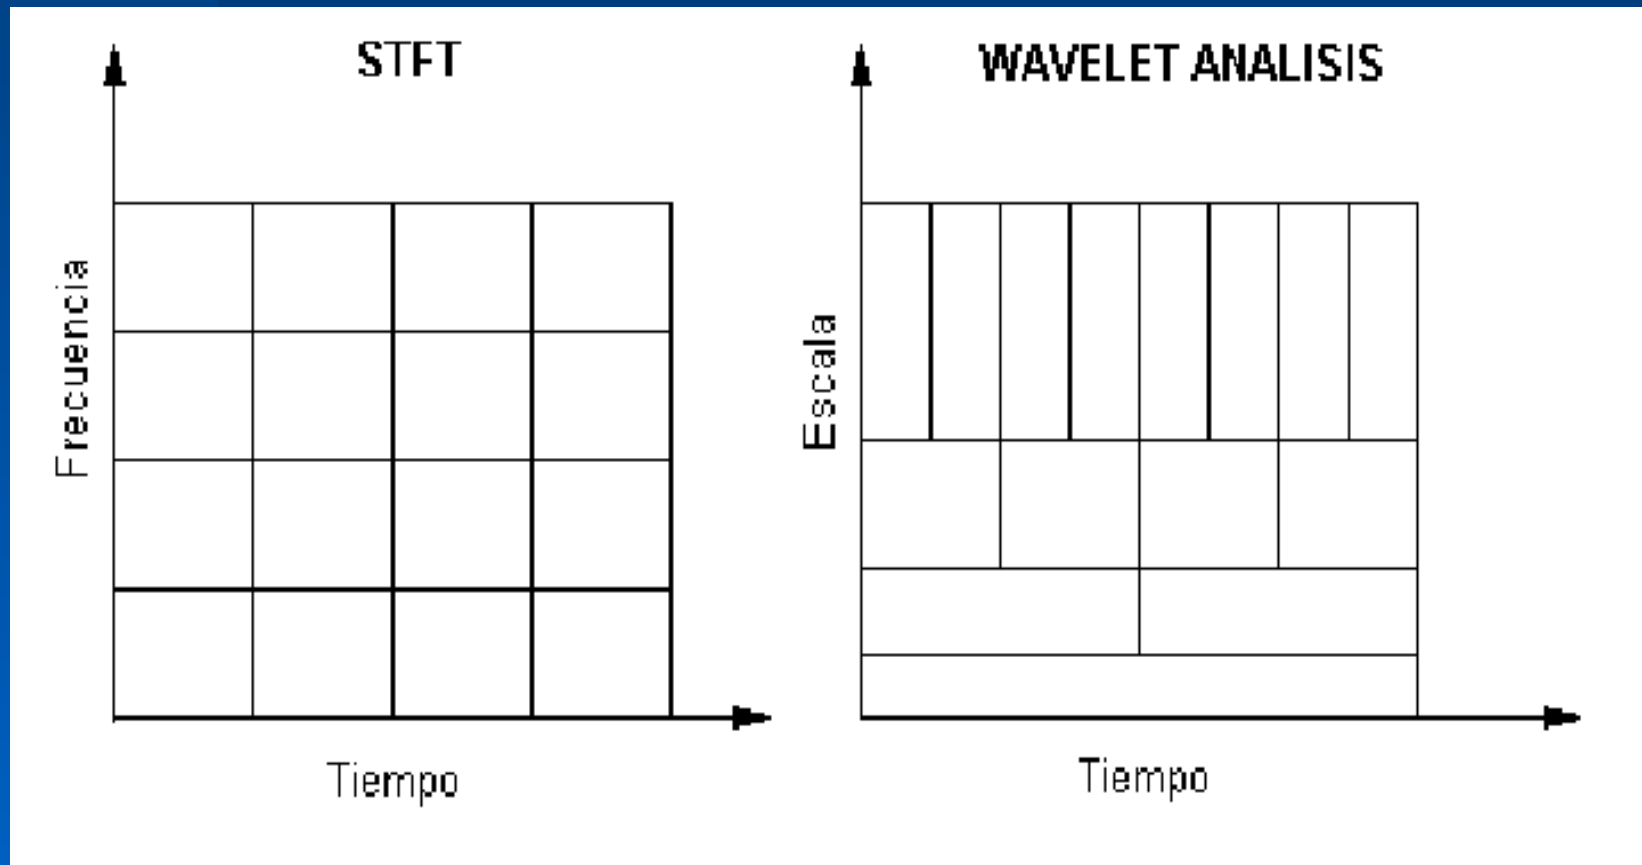 STFT
Frecuencia
Tiempo
WAVELET ANALISIS
Escala
Tiempo